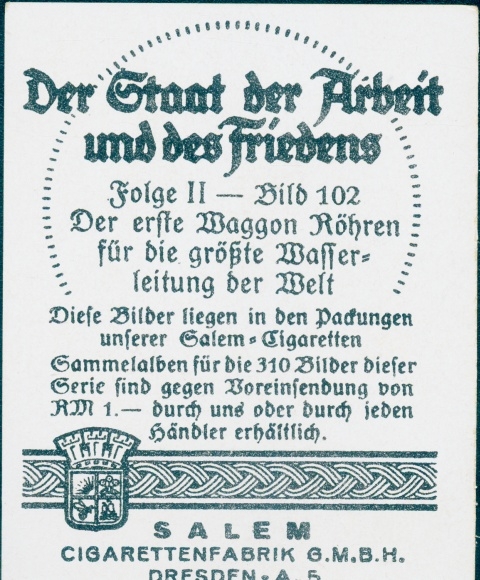 Der Staat der Arbeit
und des Friedens
Folge II — Bild 102
Der erſte Waggon Röhren
für die größte Waſſer-
leitung der Welt
Dieſe Bilder liegen in den Packungen
unſerer Salem-Cigaretten
Sammelalben für die 310 Bilder dieſer
Serie ſind gegen Voreinſendung von
RM 1.— durch uns oder durch jeden
Händler erhältlich.
SALEM
CIGARETTENFABRIK G.M.B.H.
DRESDEN-A. 5